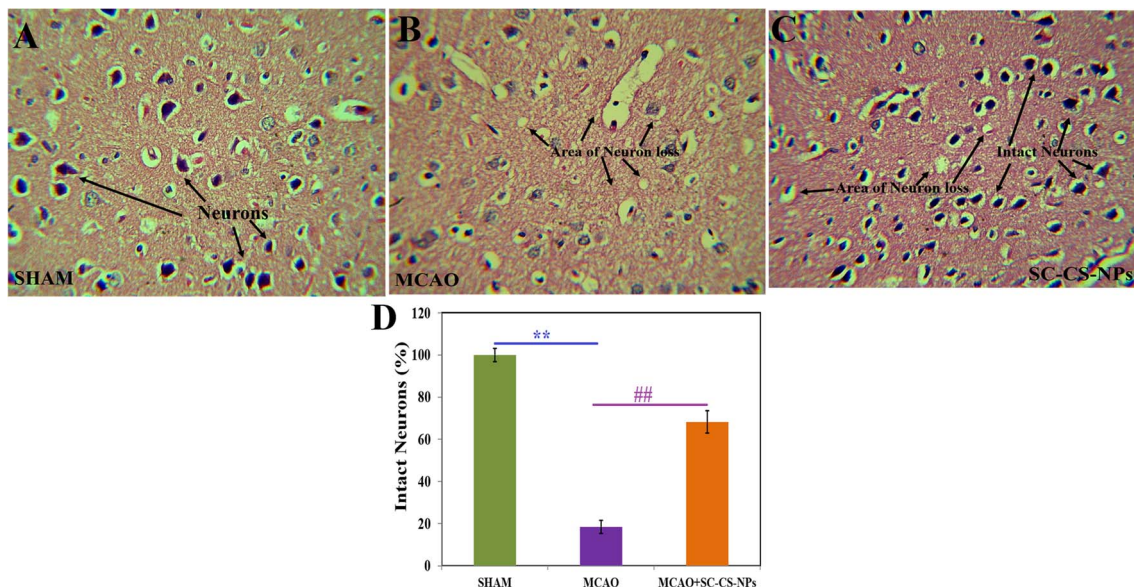 A
Neurons
SHAM
B
Area of Neuron loss
MCAO
C
Intact Neurons
Area of Neuron loss
SC-CS-NPs
D
Intact Neurons (%)
120
100
80
60
40
20
0
**
##
SHAM
MCAO
MCAO+SC-CS-NPs